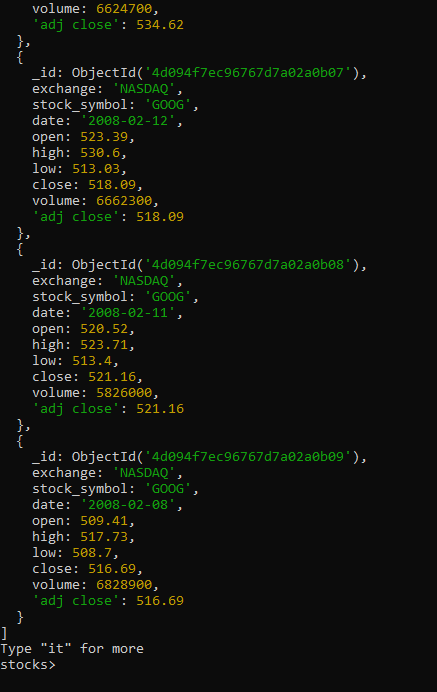 volume: 6624700,
    'adj close': 534.62
  },
  {
    _id: ObjectId('4d094f7ec96767d7a02a0b07'),
    exchange: 'NASDAQ',
    stock_symbol: 'GOOG',
    date: '2008-02-12',
    open: 523.39,
    high: 530.6,
    low: 513.03,
    close: 518.09,
    volume: 6662300,
    'adj close': 518.09
  },
  {
    _id: ObjectId('4d094f7ec96767d7a02a0b08'),
    exchange: 'NASDAQ',
    stock_symbol: 'GOOG',
    date: '2008-02-11',
    open: 520.52,
    high: 523.71,
    low: 513.4,
    close: 521.16,
    volume: 5826000,
    'adj close': 521.16
  },
  {
    _id: ObjectId('4d094f7ec96767d7a02a0b09'),
    exchange: 'NASDAQ',
    stock_symbol: 'GOOG',
    date: '2008-02-08',
    open: 509.41,
    high: 517.73,
    low: 508.7,
    close: 516.69,
    volume: 6828900,
    'adj close': 516.69
  }
]
Type "it" for more
stocks>